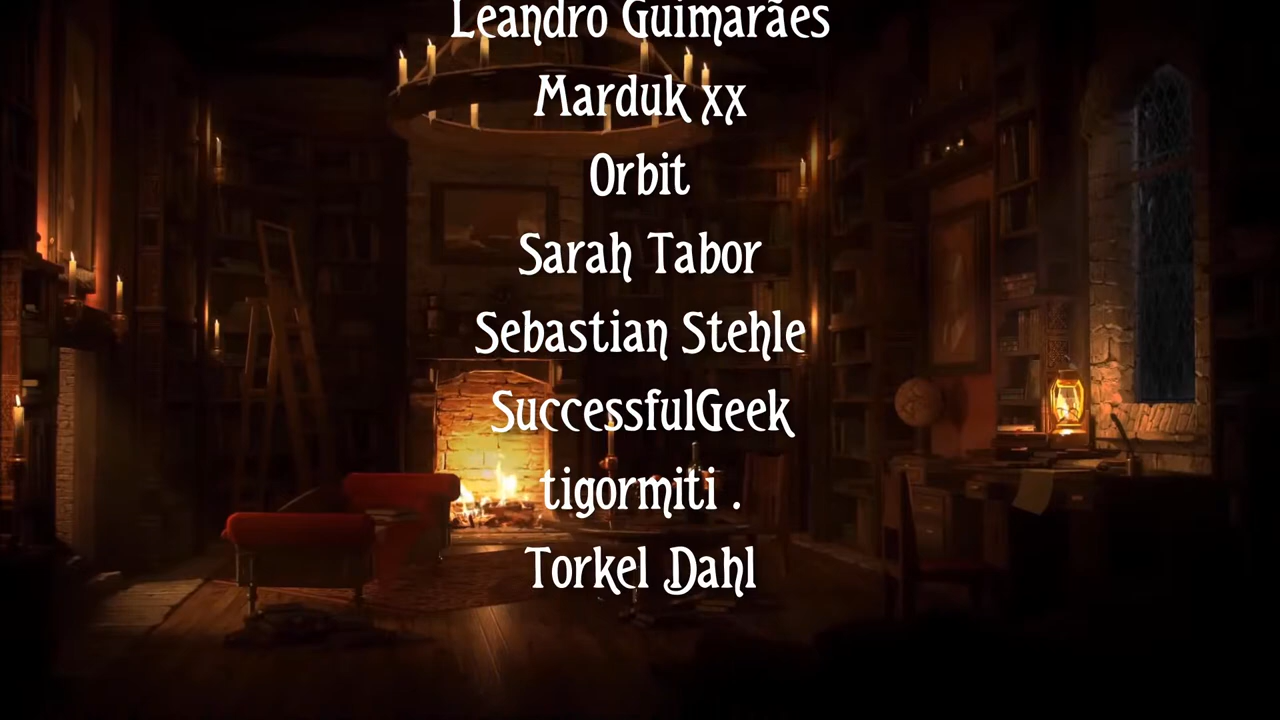 Leandro Guimarães
Marduk xx
Orbit
Sarah Tabor
Sebastian Stehle
SuccessfulGeek
tigormiti .
Torkel Dahl